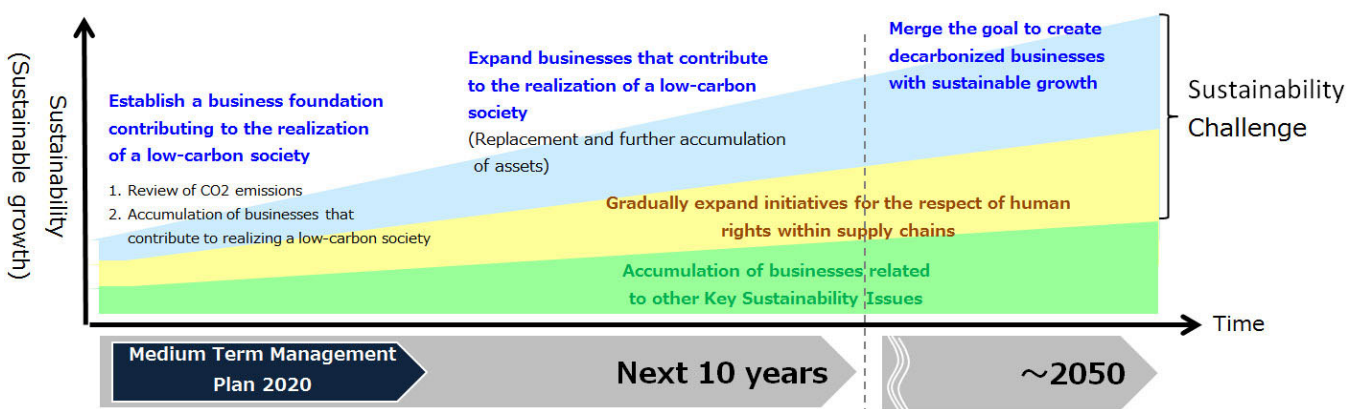 Sustainability
(Sustainable growth)
Establish a business foundation
contributing to the realization
of a low-carbon society
1. Review of CO2 emissions
2. Accumulation of businesses that
contribute to realizing a low-carbon society
Expand businesses that contribute
to the realization of a low-carbon
society
(Replacement and further accumulation
of assets)
Merge the goal to create
decarbonized businesses
with sustainable growth
Sustainability
Challenge
Gradually expand initiatives for the respect of human
rights within supply chains
Accumulation of businesses related
to other Key Sustainability Issues
Time
Medium Term Management
Plan 2020
Next 10 years
～2050